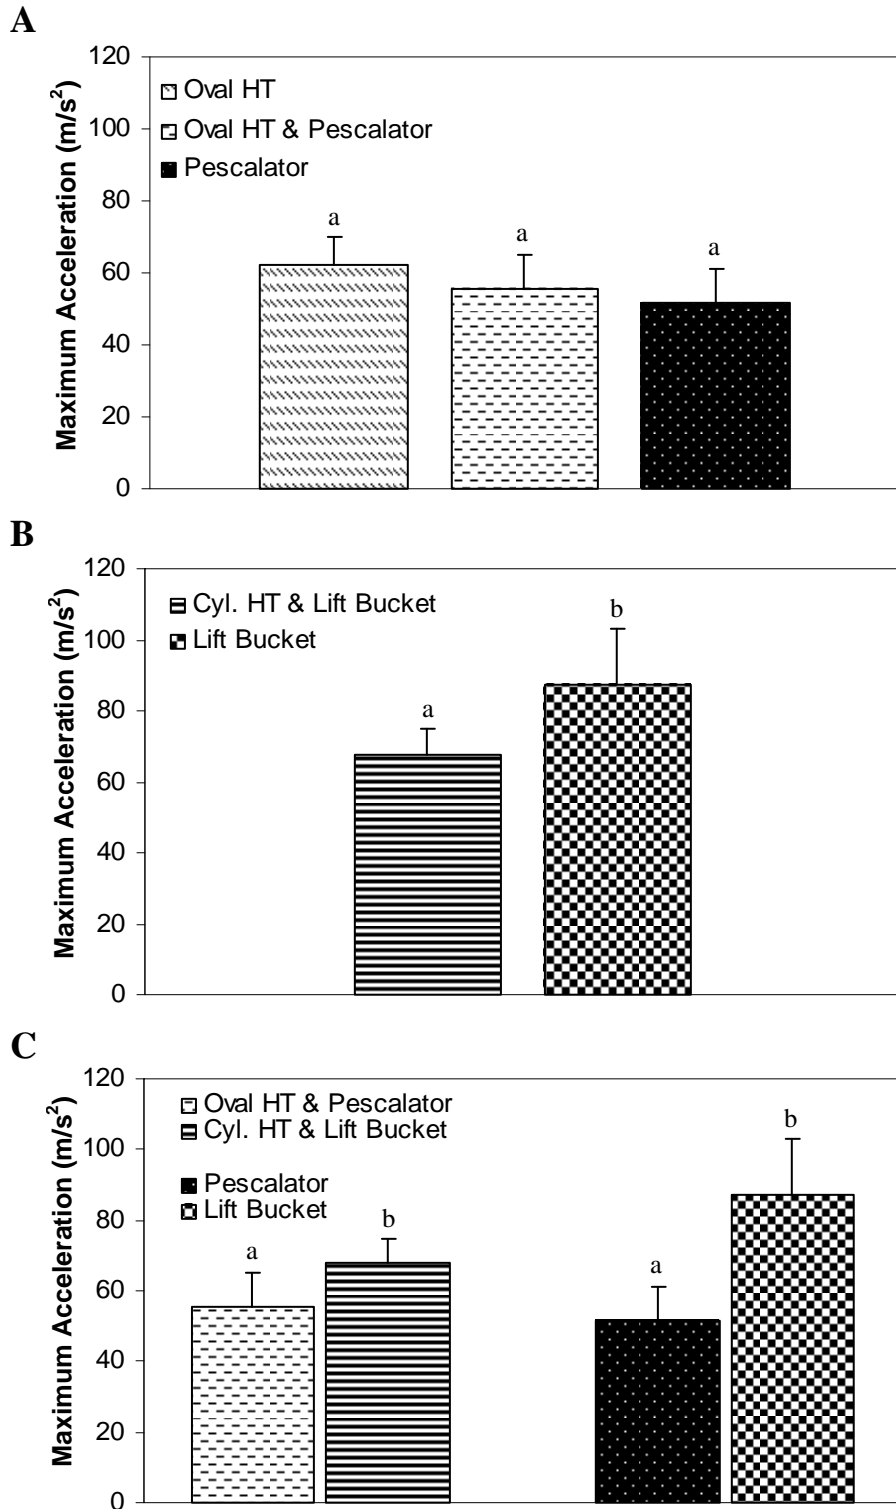 A
Maximum Acceleration (m/s²)
120
100
80
60
40
20
0
Oval HT
Oval HT & Pescalator
Pescalator
a
a
a
B
Maximum Acceleration (m/s²)
120
100
80
60
40
20
0
Cyl. HT & Lift Bucket
Lift Bucket
a
b
C
Maximum Acceleration (m/s²)
120
100
80
60
40
20
0
Oval HT & Pescalator
Cyl. HT & Lift Bucket
Pescalator
Lift Bucket
a
b
a
b